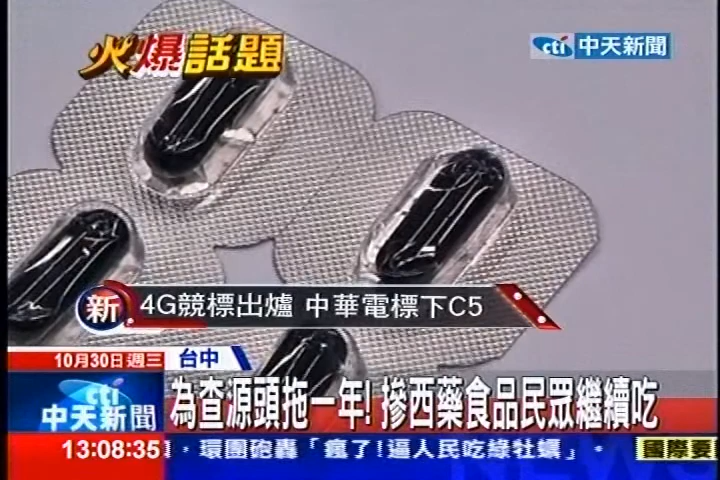 火爆話題
cti 中天新聞
新 4G競標出爐 中華電標下C5
10月30日週三 台中
cti 中天新聞
為查源頭拖一年! 摻西藥食品民眾繼續吃
13:08:35 ，環團砲轟「瘋了!逼人民吃綠牡蠣」。 國際要
NEWS